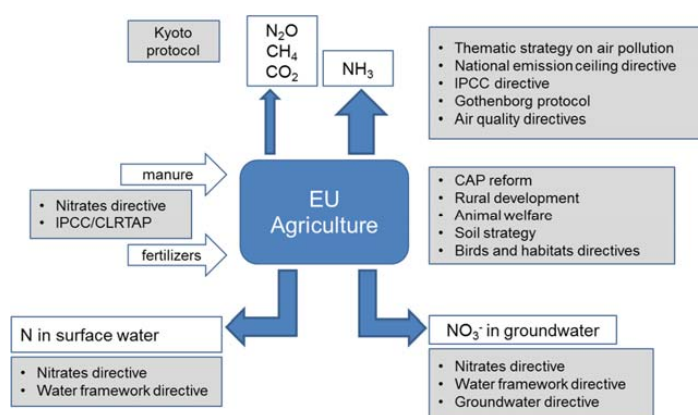 Kyoto
protocol
N₂O
CH₄
CO₂
NH₃
• Thematic strategy on air pollution
• National emission ceiling directive
• IPCC directive
• Gothenborg protocol
• Air quality directives
manure
• Nitrates directive
• IPCC/CLRTAP
fertilizers
EU
Agriculture
• CAP reform
• Rural development
• Animal welfare
• Soil strategy
• Birds and habitats directives
N in surface water
• Nitrates directive
• Water framework directive
NO₃⁻ in groundwater
• Nitrates directive
• Water framework directive
• Groundwater directive